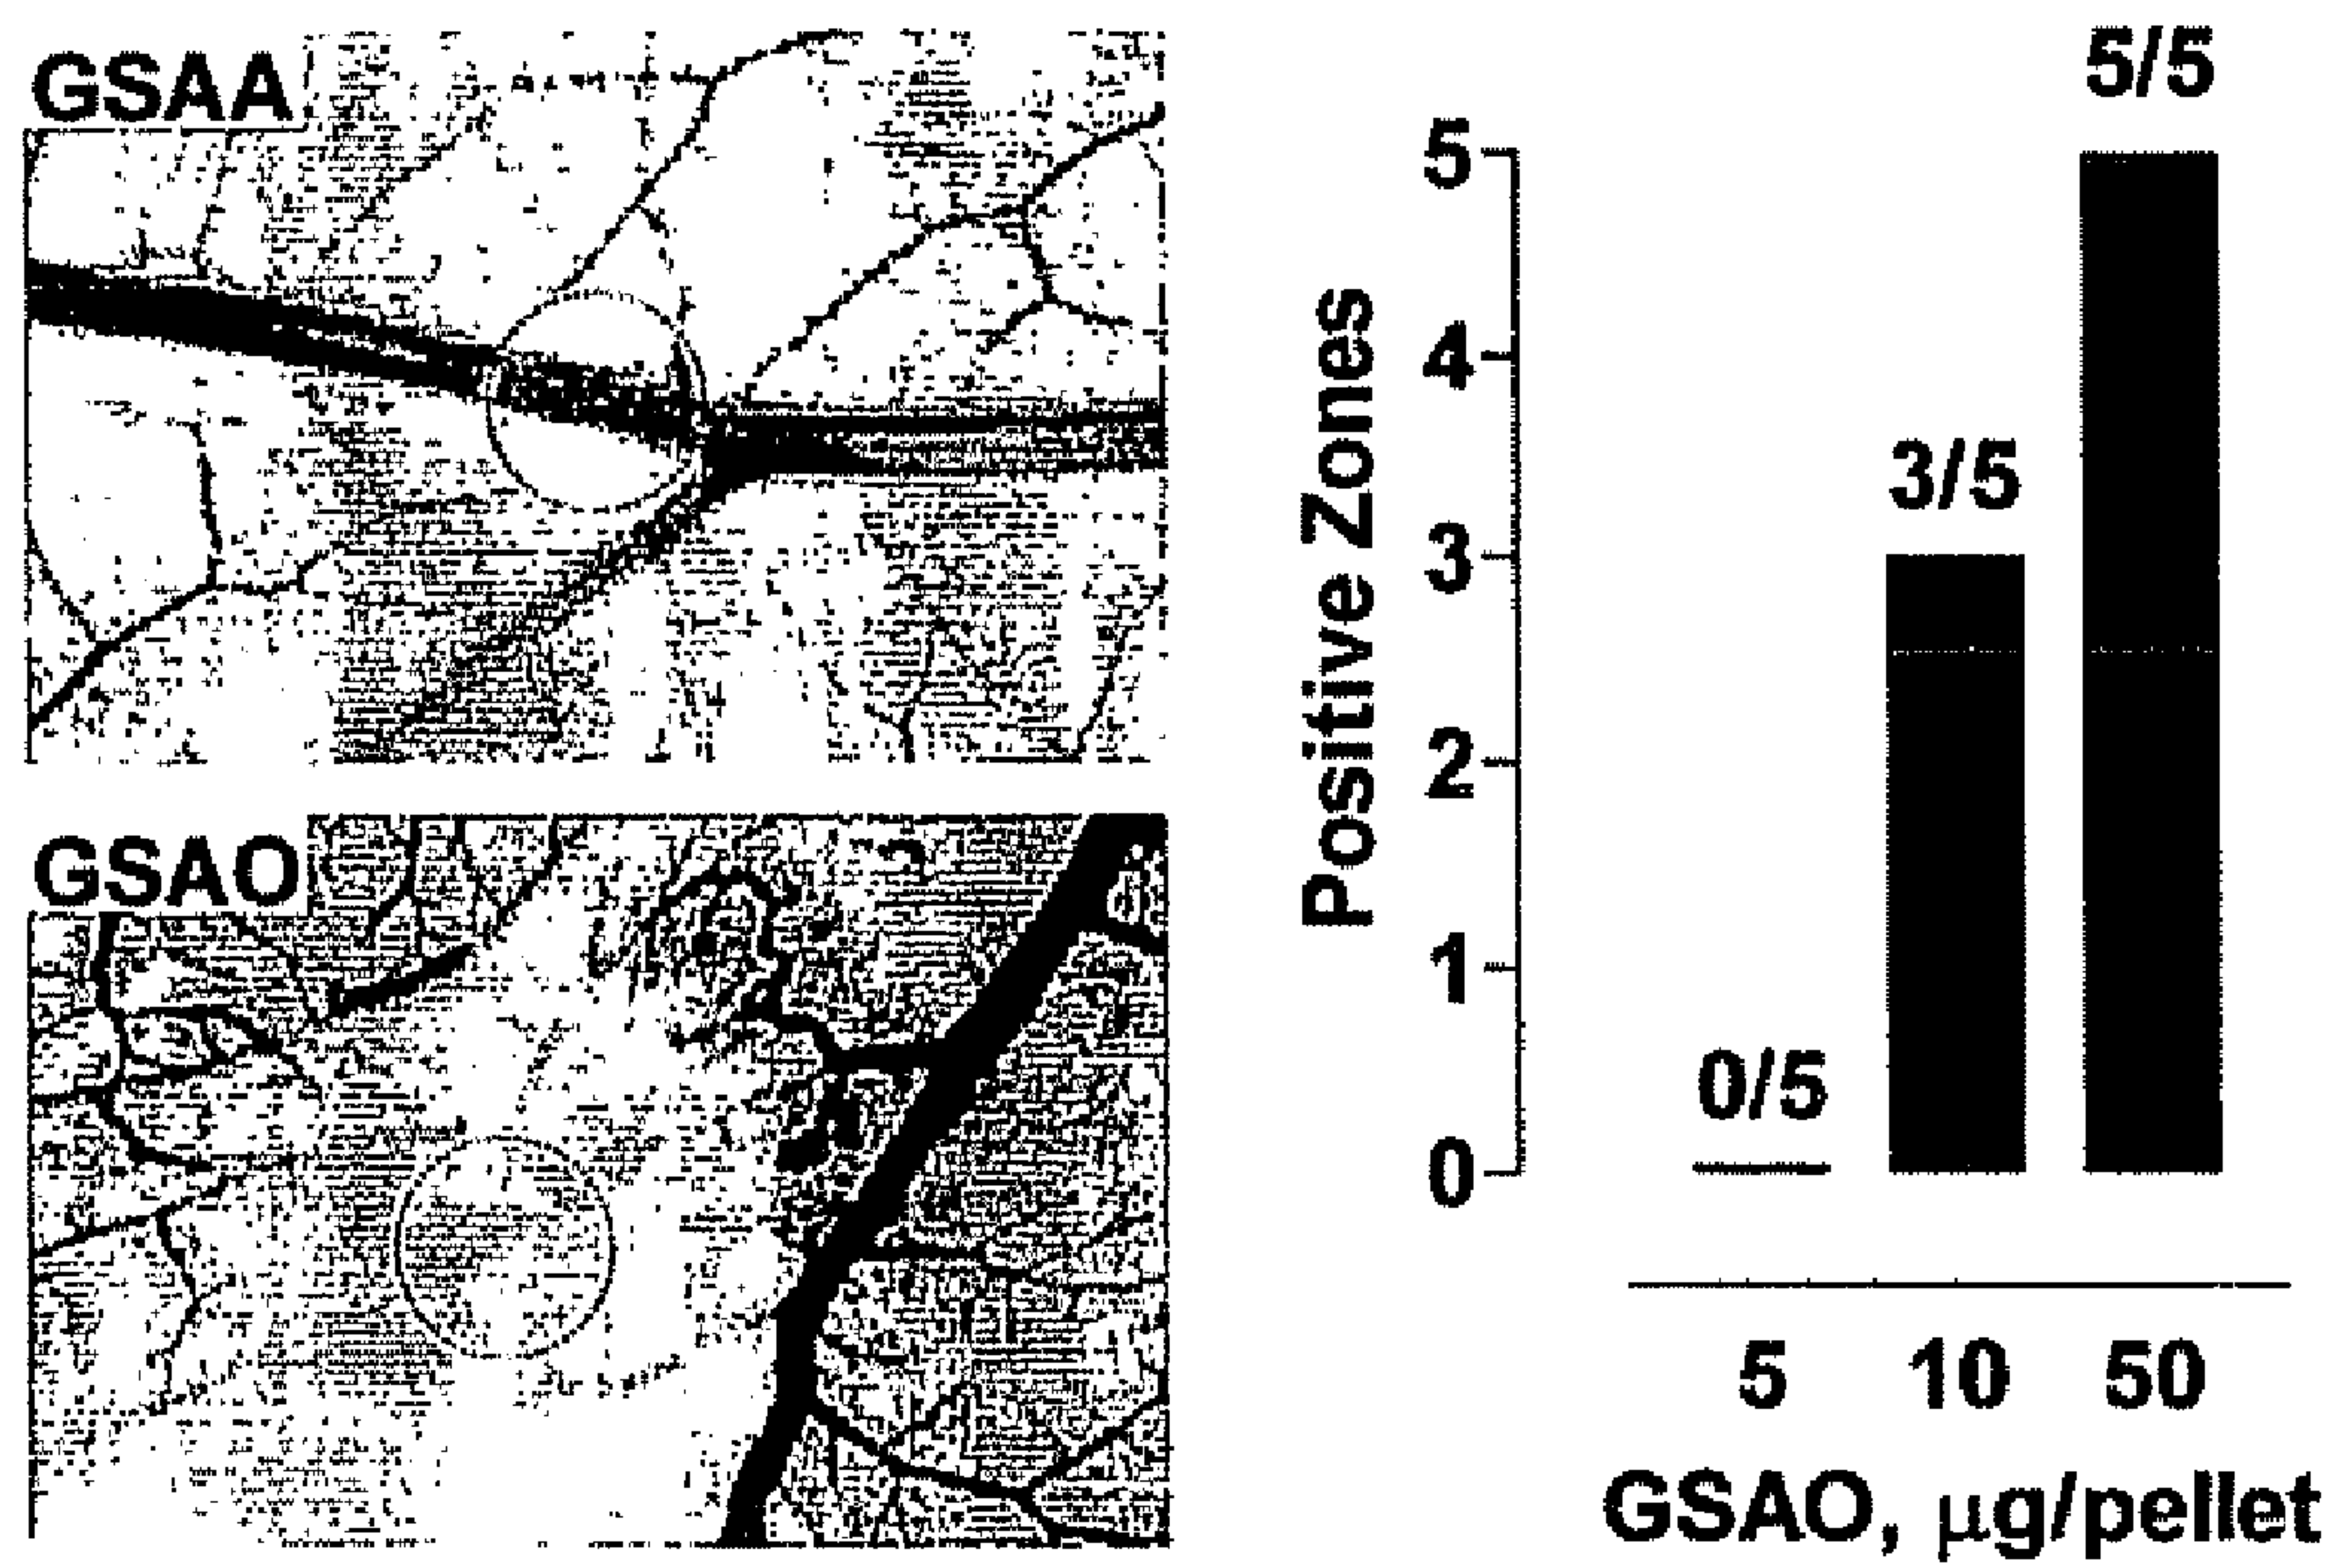 GSAA
GSAO
Positive Zones
5
4
3
2
1
0
0/5
3/5
5/5
5 10 50
GSAO, µg/pellet